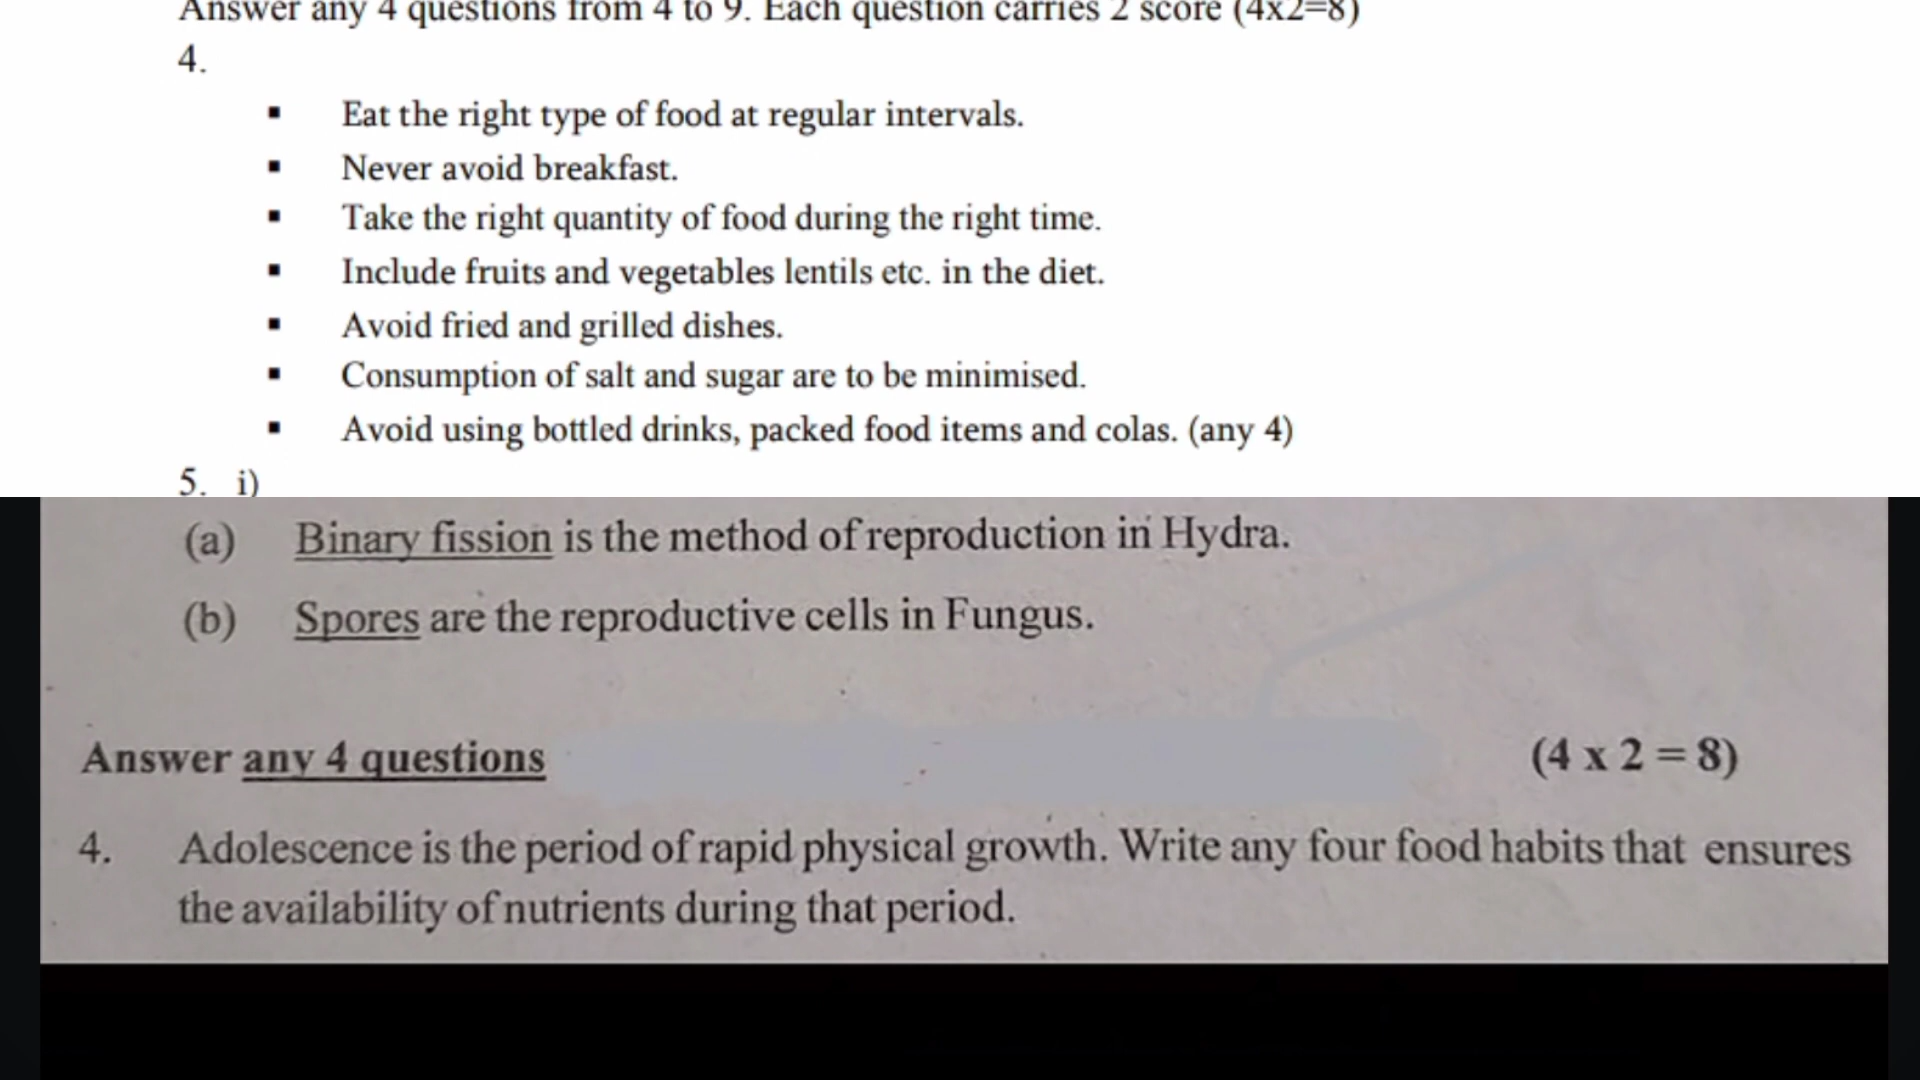 Answer any 4 questions from 4 to 9. Each question carries 2 score (4x2=8)
4.
▪ Eat the right type of food at regular intervals.
▪ Never avoid breakfast.
▪ Take the right quantity of food during the right time.
▪ Include fruits and vegetables lentils etc. in the diet.
▪ Avoid fried and grilled dishes.
▪ Consumption of salt and sugar are to be minimised.
▪ Avoid using bottled drinks, packed food items and colas. (any 4)
5. i)
(a) Binary fission is the method of reproduction in Hydra.
(b) Spores are the reproductive cells in Fungus.
Answer any 4 questions (4 x 2 = 8)
4. Adolescence is the period of rapid physical growth. Write any four food habits that ensures
the availability of nutrients during that period.